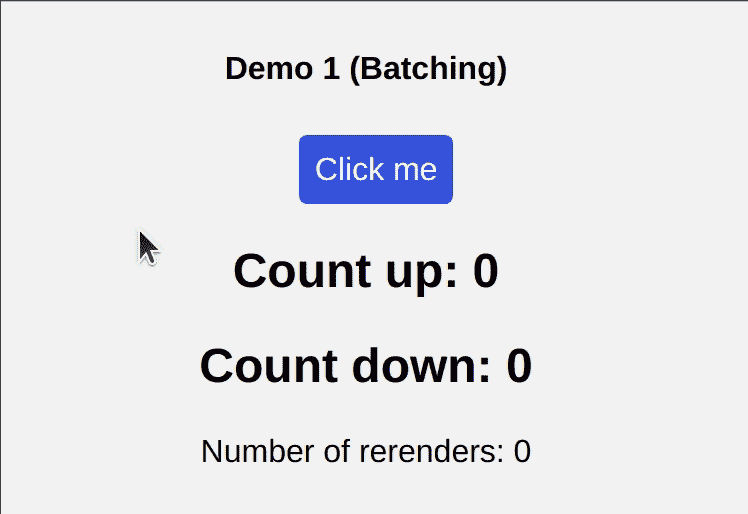 Demo 1 (Batching)
Click me
Count up: 0
Count down: 0
Number of rerenders: 0